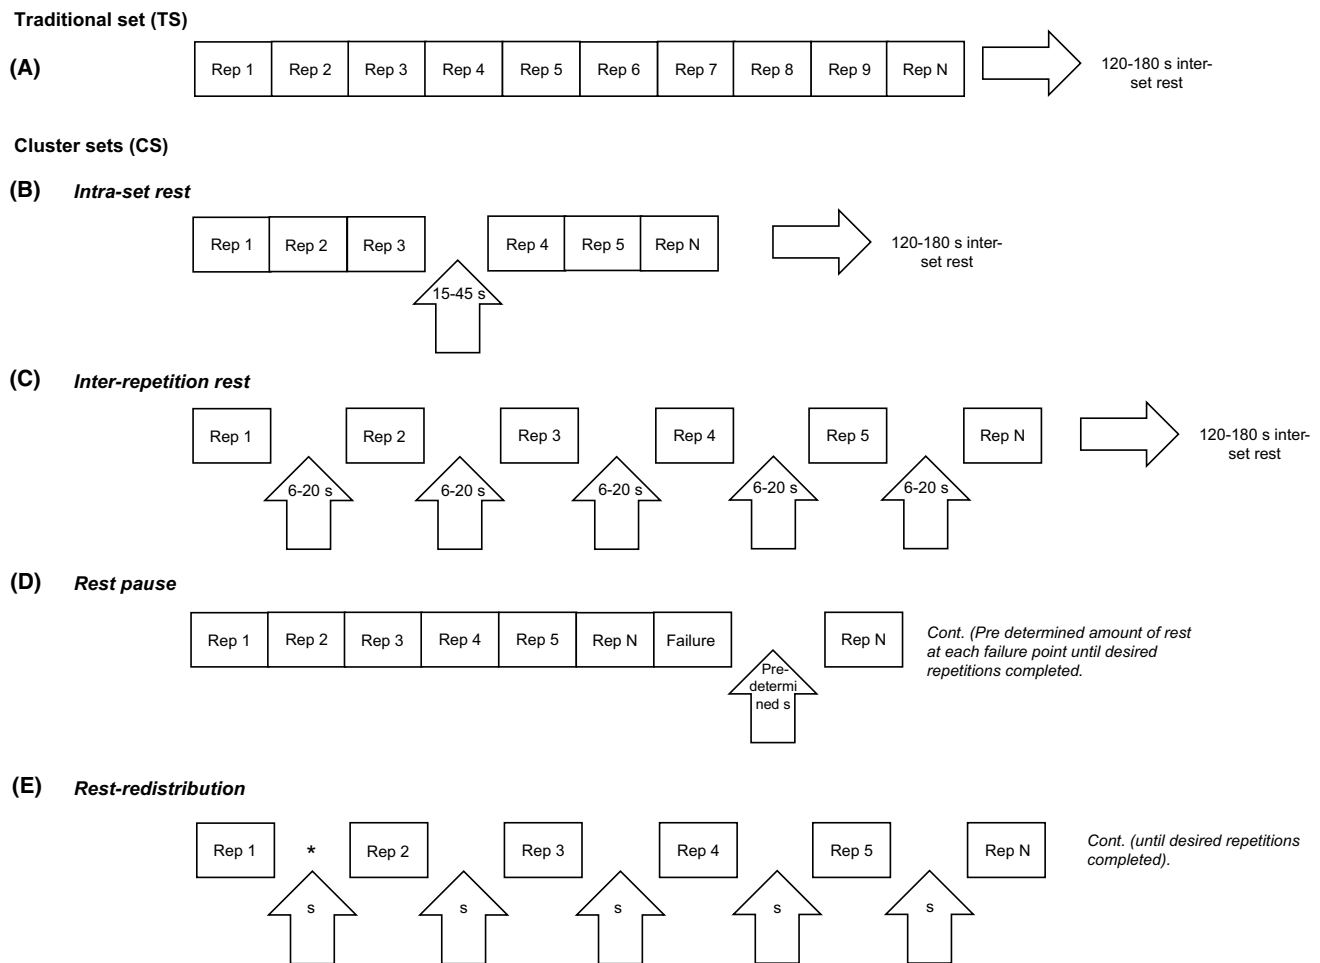 Traditional set (TS)
(A)
Rep 1 Rep 2 Rep 3 Rep 4 Rep 5 Rep 6 Rep 7 Rep 8 Rep 9 Rep N
120-180 s inter-
set rest
Cluster sets (CS)
(B) Intra-set rest
Rep 1 Rep 2 Rep 3 Rep 4 Rep 5 Rep N
120-180 s inter-
set rest
15-45 s
(C) Inter-repetition rest
Rep 1 Rep 2 Rep 3 Rep 4 Rep 5 Rep N
120-180 s inter-
set rest
6-20 s 6-20 s 6-20 s 6-20 s 6-20 s
(D) Rest pause
Rep 1 Rep 2 Rep 3 Rep 4 Rep 5 Rep N Failure Rep N
Cont. (Pre determined amount of rest
at each failure point until desired
repetitions completed.
Pre-
determi
ned s
(E) Rest-redistribution
Rep 1 * Rep 2 Rep 3 Rep 4 Rep 5 Rep N
Cont. (until desired repetitions
completed).
s s s s s